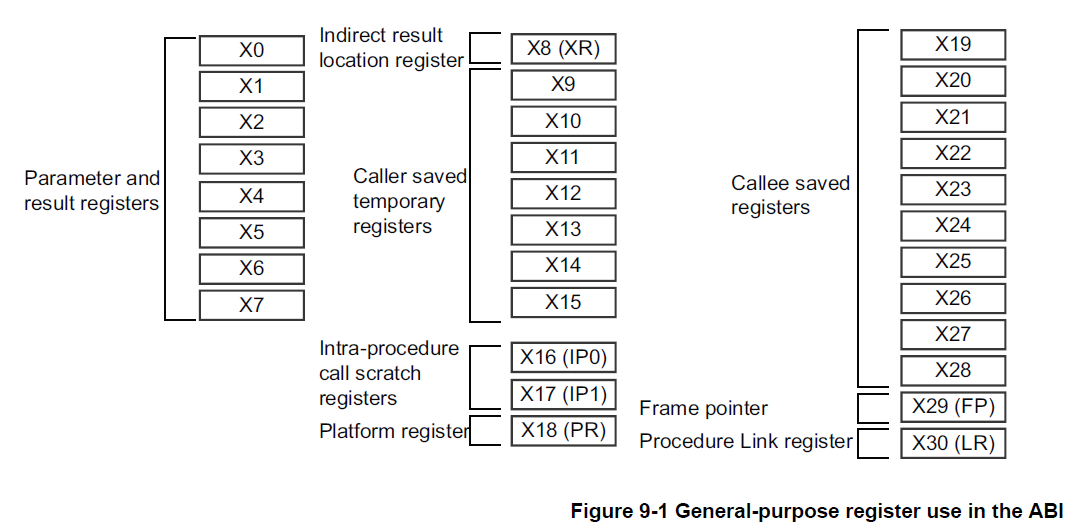 X0
X1
X2
X3
X4
X5
X6
X7
Parameter and
result registers
Indirect result
location register
X8 (XR)
X9
X10
X11
X12
X13
X14
X15
Caller saved
temporary
registers
Intra-procedure
call scratch
registers
X16 (IP0)
X17 (IP1)
Platform register
X18 (PR)
X19
X20
X21
X22
X23
X24
X25
X26
X27
X28
Callee saved
registers
Frame pointer
X29 (FP)
Procedure Link register
X30 (LR)
Figure 9-1 General-purpose register use in the ABI